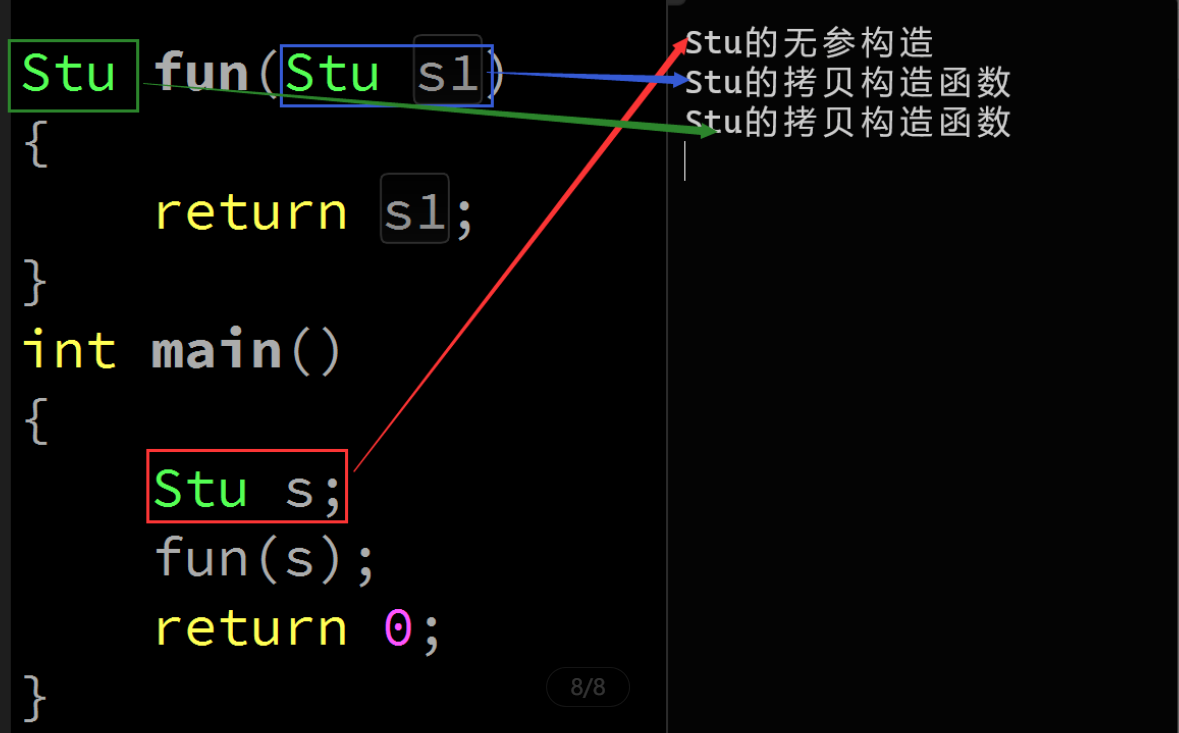 Stu fun(Stu s1)
{
return s1;
}
int main()
{
Stu s;
fun(s);
return 0;
}
8/8
Stu的无参构造
Stu的拷贝构造函数
Stu的拷贝构造函数